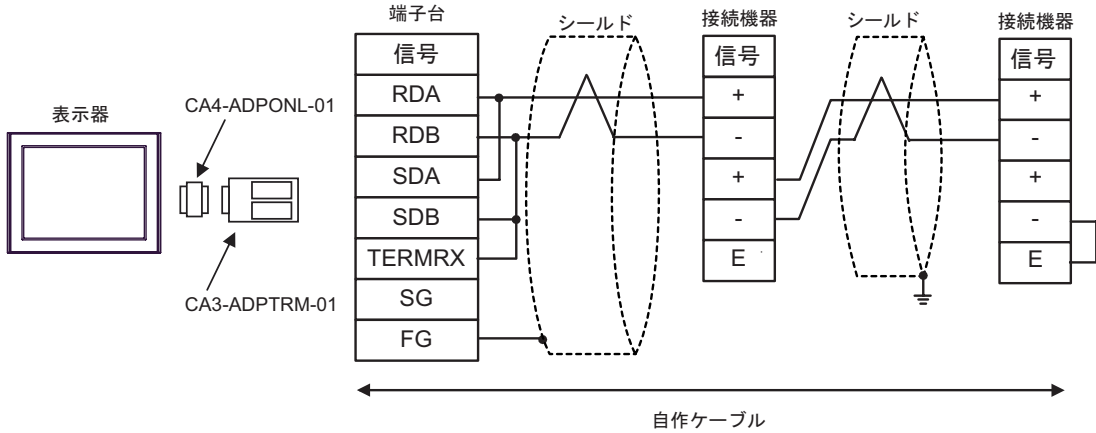 表示器
CA4-ADPONL-01
CA3-ADPTRM-01
端子台
信号
RDA
RDB
SDA
SDB
TERMRX
SG
FG
シールド
接続機器
信号
+
-
+
-
E
シールド
接続機器
信号
+
-
+
-
E
自作ケーブル